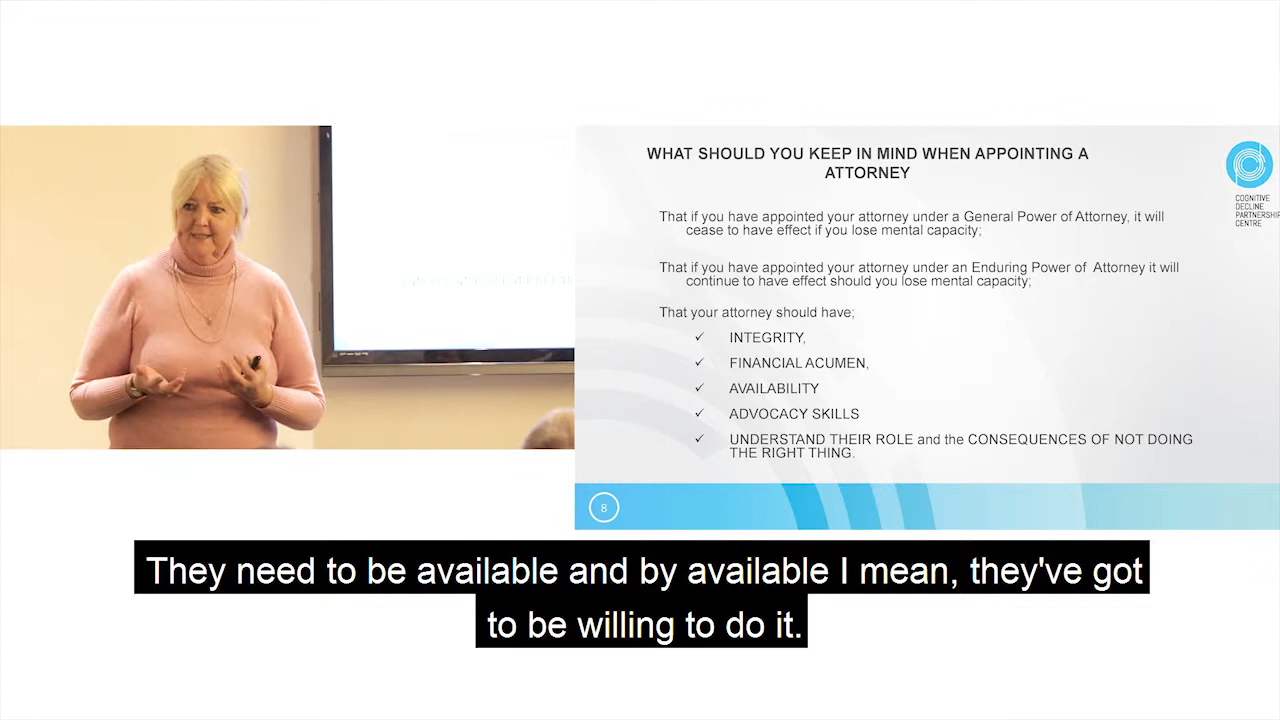 WHAT SHOULD YOU KEEP IN MIND WHEN APPOINTING A
ATTORNEY
COGNITIVE
DECLINE
PARTNERSHIP
CENTRE
That if you have appointed your attorney under a General Power of Attorney, it will
cease to have effect if you lose mental capacity;
That if you have appointed your attorney under an Enduring Power of Attorney it will
continue to have effect should you lose mental capacity;
That your attorney should have;
✓ INTEGRITY,
✓ FINANCIAL ACUMEN,
✓ AVAILABILITY
✓ ADVOCACY SKILLS
✓ UNDERSTAND THEIR ROLE and the CONSEQUENCES OF NOT DOING
THE RIGHT THING.
8
They need to be available and by available I mean, they've got
to be willing to do it.